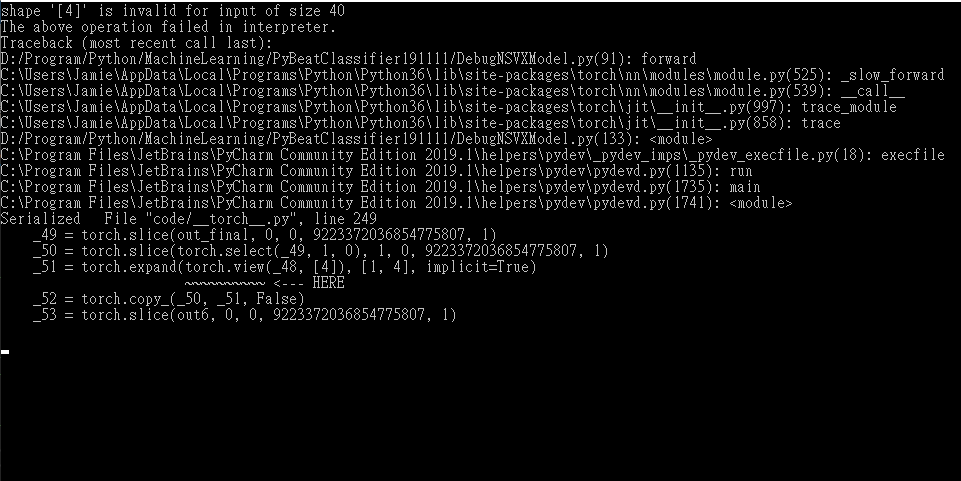 shape '[4]' is invalid for input of size 40
The above operation failed in interpreter.
Traceback (most recent call last):
D:/Program/Python/MachineLearning/PyBeatClassifier191111/DebugNSVXModel.py(91): forward
C:\Users\Jamie\AppData\Local\Programs\Python\Python36\lib\site-packages\torch\nn\modules\module.py(525): _slow_forward
C:\Users\Jamie\AppData\Local\Programs\Python\Python36\lib\site-packages\torch\nn\modules\module.py(539): __call__
C:\Users\Jamie\AppData\Local\Programs\Python\Python36\lib\site-packages\torch\jit\__init__.py(997): trace_module
C:\Users\Jamie\AppData\Local\Programs\Python\Python36\lib\site-packages\torch\jit\__init__.py(858): trace
D:/Program/Python/MachineLearning/PyBeatClassifier191111/DebugNSVXModel.py(133): <module>
C:\Program Files\JetBrains\PyCharm Community Edition 2019.1\helpers\pydev\_pydev_imps\_pydev_execfile.py(18): execfile
C:\Program Files\JetBrains\PyCharm Community Edition 2019.1\helpers\pydev\pydevd.py(1135): run
C:\Program Files\JetBrains\PyCharm Community Edition 2019.1\helpers\pydev\pydevd.py(1735): main
C:\Program Files\JetBrains\PyCharm Community Edition 2019.1\helpers\pydev\pydevd.py(1741): <module>
Serialized   File "code/__torch__.py", line 249
    _49 = torch.slice(out_final, 0, 0, 9223372036854775807, 1)
    _50 = torch.slice(torch.select(_49, 1, 0), 1, 0, 9223372036854775807, 1)
    _51 = torch.expand(torch.view(_48, [4]), [1, 4], implicit=True)
                       ~~~~~~~~~~ <--- HERE
    _52 = torch.copy_(_50, _51, False)
    _53 = torch.slice(out6, 0, 0, 9223372036854775807, 1)